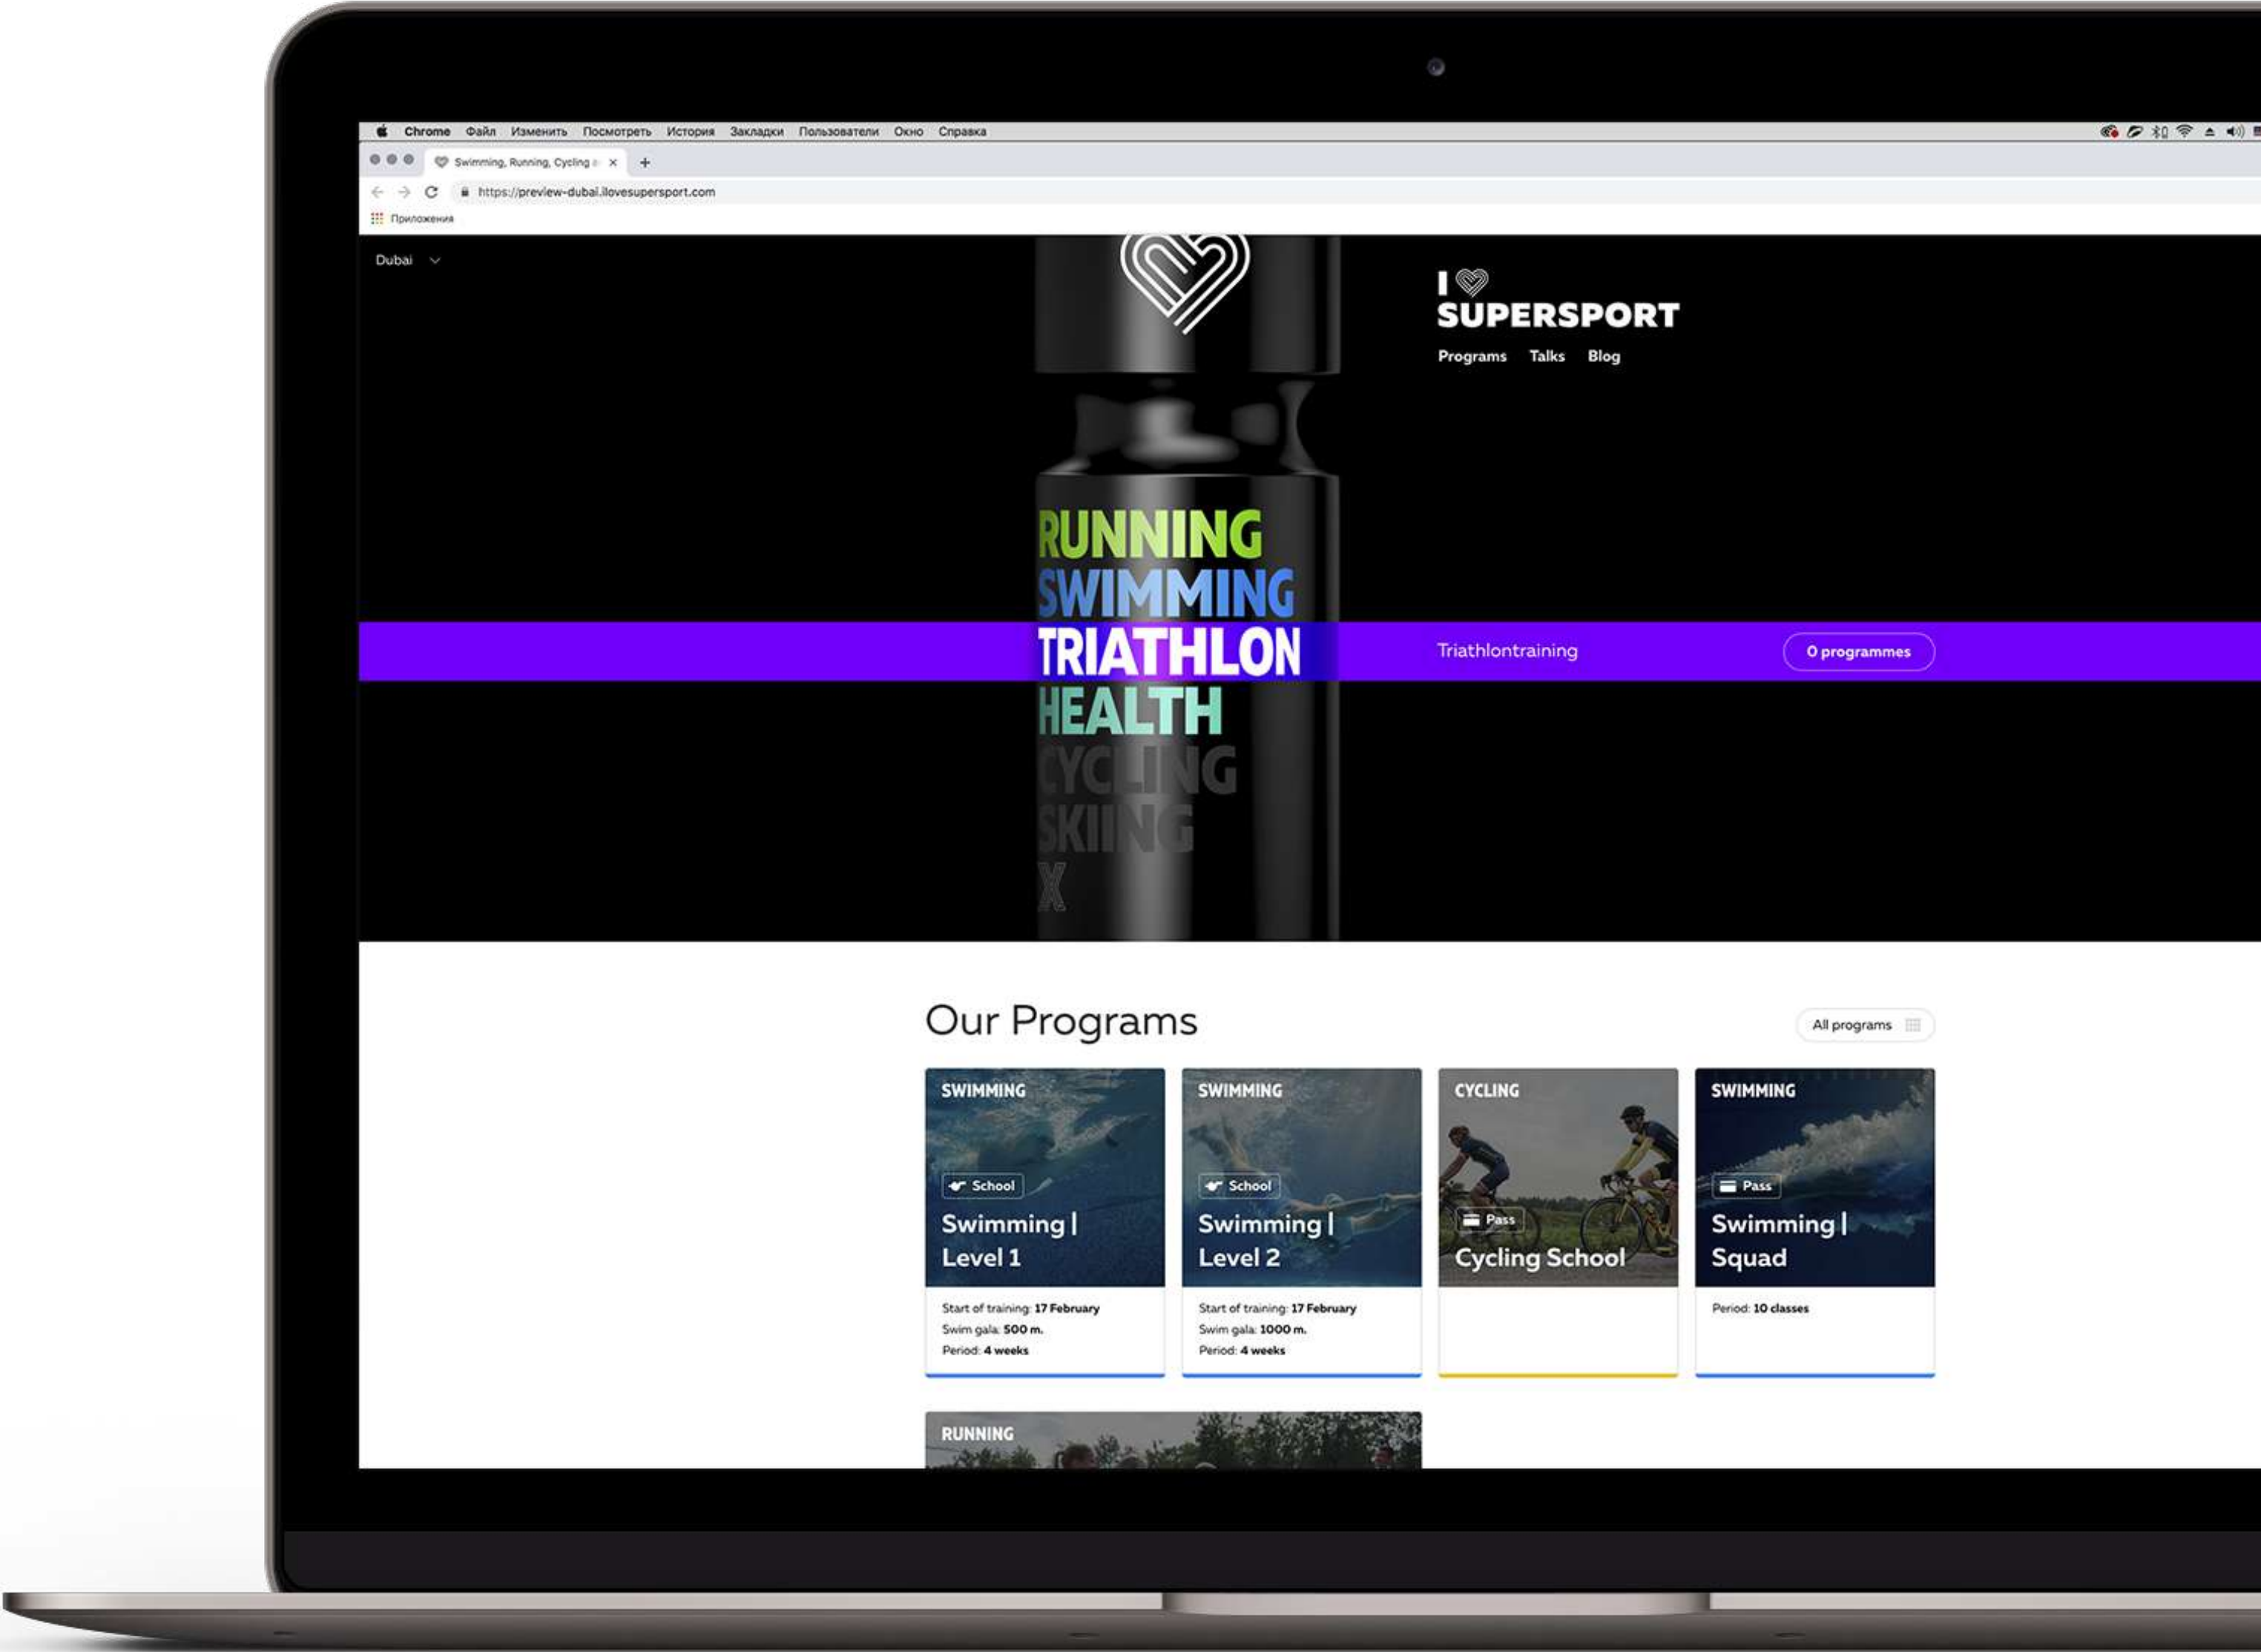 Chrome Файл Изменить Посмотреть История Закладки Пользователи Окно Справка
Swimming, Running, Cycling
https://preview-dubai.ilovesupersport.com
Приложения
Dubai
I
SUPERSPORT
Programs Talks Blog
RUNNING
SWIMMING
TRIATHLON
Triathlontraining
0 programmes
HEALTH
CYCLING
SKIING
X
Our Programs
All programs
SWIMMING
School
Swimming |
Level 1
Start of training: 17 February
Swim gala: 500 m.
Period: 4 weeks
SWIMMING
School
Swimming |
Level 2
Start of training: 17 February
Swim gala: 1000 m.
Period: 4 weeks
CYCLING
Pass
Cycling School
SWIMMING
Pass
Swimming |
Squad
Period: 10 classes
RUNNING